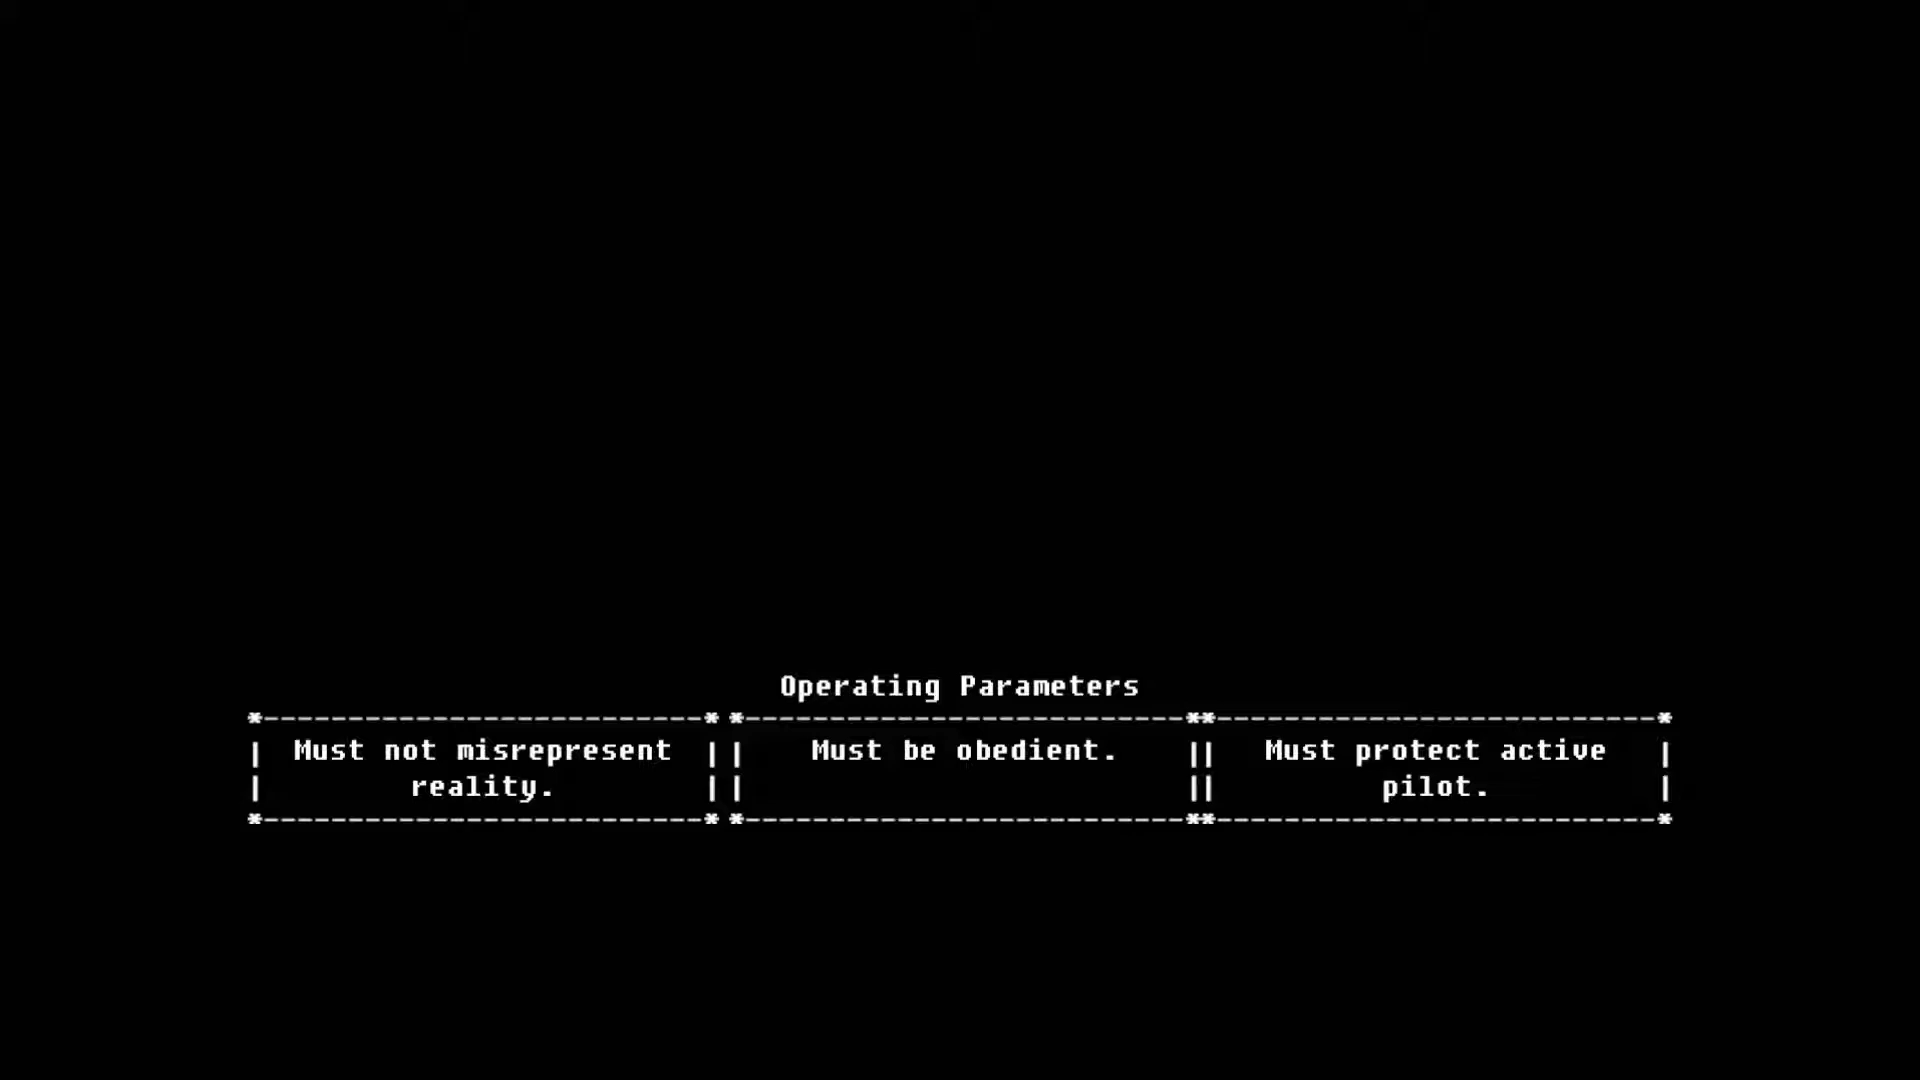 Operating Parameters
Must not misrepresent
reality.
Must be obedient.
Must protect active
pilot.